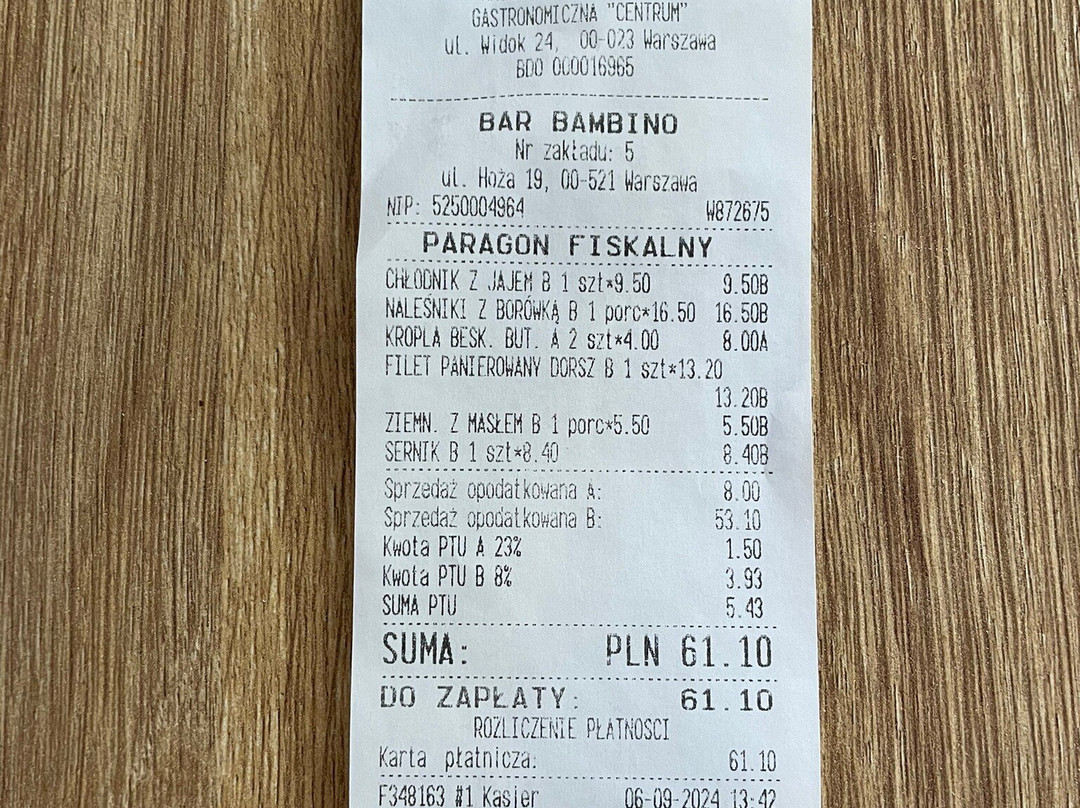 GASTRONOMICZNA "CENTRUM"
ul. Widok 24, 00-023 Warszawa
BDO 000016965
BAR BAMBINO
Nr zakładu: 5
ul. Hoża 19, 00-521 Warszawa
NIP: 5250004964 W872675
PARAGON FISKALNY
CHŁODNIK Z JAJEM B 1 szt*9.50 9.50B
NALEŚNIKI Z BORÓWKĄ B 1 porc*16.50 16.50B
KROPLA BESK. BUT. A 2 szt*4.00 8.00A
FILET PANIEROWANY DORSZ B 1 szt*13.20
13.20B
ZIEMN. Z MASŁEM B 1 porc*5.50 5.50B
SERNIK B 1 szt*8.40 8.40B
Sprzedaż opodatkowana A: 8.00
Sprzedaż opodatkowana B: 53.10
Kwota PTU A 23% 1.50
Kwota PTU B 8% 3.93
SUMA PTU 5.43
SUMA: PLN 61.10
DO ZAPŁATY: 61.10
ROZLICZENIE PŁATNOŚCI
Karta płatnicza: 61.10
F348163 #1 Kasjer 06-09-2024 13:42